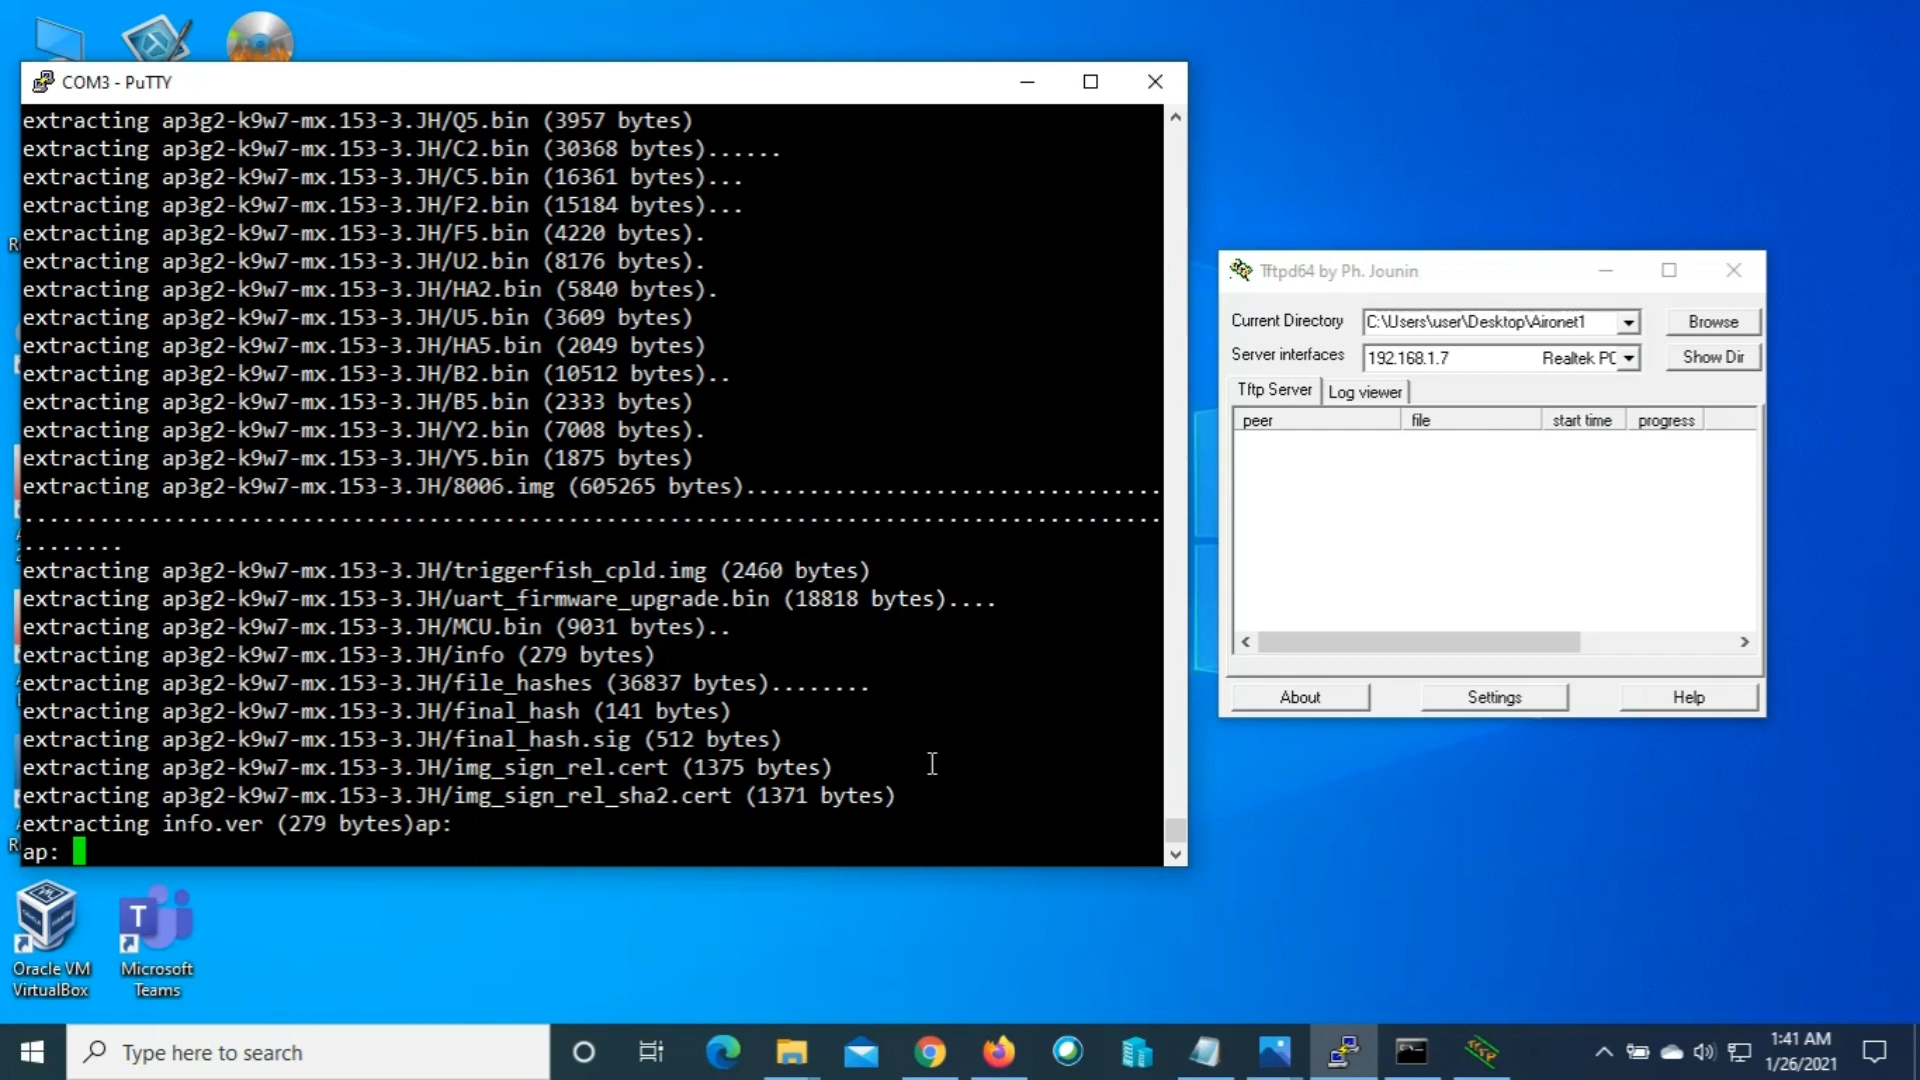 COM3 - PuTTY
extracting ap3g2-k9w7-mx.153-3.JH/Q5.bin (3957 bytes)
extracting ap3g2-k9w7-mx.153-3.JH/C2.bin (30368 bytes)......
extracting ap3g2-k9w7-mx.153-3.JH/C5.bin (16361 bytes)...
extracting ap3g2-k9w7-mx.153-3.JH/F2.bin (15184 bytes)...
extracting ap3g2-k9w7-mx.153-3.JH/F5.bin (4220 bytes).
extracting ap3g2-k9w7-mx.153-3.JH/U2.bin (8176 bytes).
extracting ap3g2-k9w7-mx.153-3.JH/HA2.bin (5840 bytes).
extracting ap3g2-k9w7-mx.153-3.JH/U5.bin (3609 bytes)
extracting ap3g2-k9w7-mx.153-3.JH/HA5.bin (2049 bytes)
extracting ap3g2-k9w7-mx.153-3.JH/B2.bin (10512 bytes)..
extracting ap3g2-k9w7-mx.153-3.JH/B5.bin (2333 bytes)
extracting ap3g2-k9w7-mx.153-3.JH/Y2.bin (7008 bytes).
extracting ap3g2-k9w7-mx.153-3.JH/Y5.bin (1875 bytes)
extracting ap3g2-k9w7-mx.153-3.JH/8006.img (605265 bytes).................................
..........................................................................................
........
extracting ap3g2-k9w7-mx.153-3.JH/triggerfish_cpld.img (2460 bytes)
extracting ap3g2-k9w7-mx.153-3.JH/uart_firmware_upgrade.bin (18818 bytes)....
extracting ap3g2-k9w7-mx.153-3.JH/MCU.bin (9031 bytes)..
extracting ap3g2-k9w7-mx.153-3.JH/info (279 bytes)
extracting ap3g2-k9w7-mx.153-3.JH/file_hashes (36837 bytes)........
extracting ap3g2-k9w7-mx.153-3.JH/final_hash (141 bytes)
extracting ap3g2-k9w7-mx.153-3.JH/final_hash.sig (512 bytes)
extracting ap3g2-k9w7-mx.153-3.JH/img_sign_rel.cert (1375 bytes)
extracting ap3g2-k9w7-mx.153-3.JH/img_sign_rel_sha2.cert (1371 bytes)
extracting info.ver (279 bytes)ap:
ap:
Tftpd64 by Ph. Jounin
Current Directory C:\Users\user\Desktop\Aironet1 Browse
Server interfaces 192.168.1.7 Realtek PC Show Dir
Tftp Server Log viewer
peer file start time progress
About Settings Help
Oracle VM
VirtualBox
Microsoft
Teams
Type here to search
1:41 AM
1/26/2021